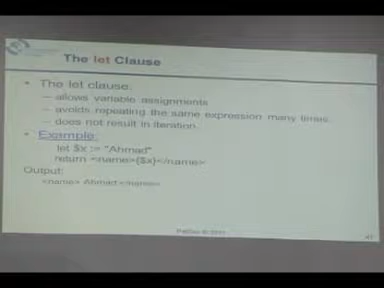 The let Clause
• The let clause:
– allows variable assignments
– avoids repeating the same expression many times.
– does not result in iteration.
• Example:
let $x := "Ahmad"
return <name>{$x}</name>
Output:
<name> Ahmad </name>